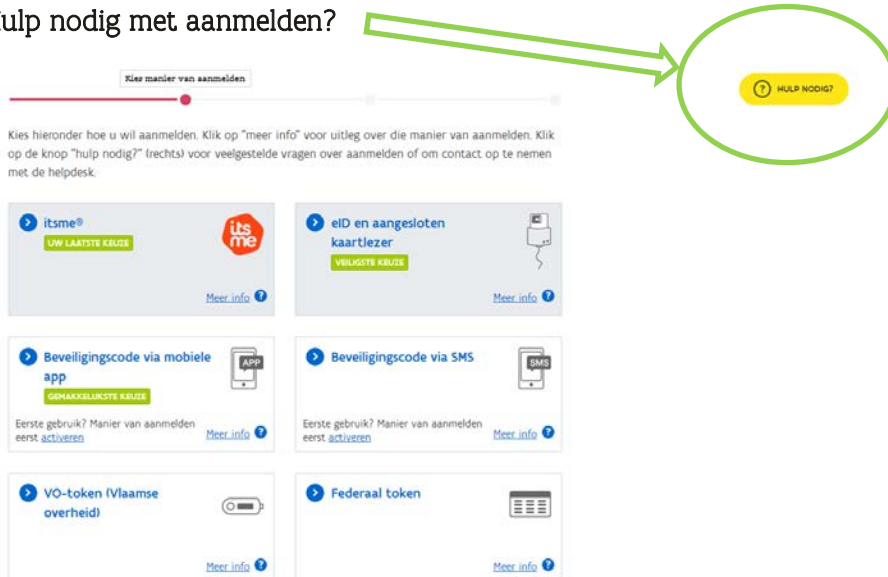 ulp nodig met aanmelden?
HULP NODIG?
Kies manier van aanmelden
Kies hieronder hoe u wil aanmelden. Klik op "meer info" voor uitleg over die manier van aanmelden. Klik
op de knop "hulp nodig?" (rechts) voor veelgestelde vragen over aanmelden of om contact op te nemen
met de helpdesk.
itsme®
UW LAATSTE KEUZE
its
me
Meer info
eID en aangesloten
kaartlezer
VEILIGSTE KEUZE
Meer info
Beveiligingscode via mobiele
app
GEMAKKELIJKSTE KEUZE
APP
Eerste gebruik? Manier van aanmelden
eerst activeren
Meer info
Beveiligingscode via SMS
SMS
Eerste gebruik? Manier van aanmelden
eerst activeren
Meer info
VO-token (Vlaamse
overheid)
Meer info
Federaal token
Meer info